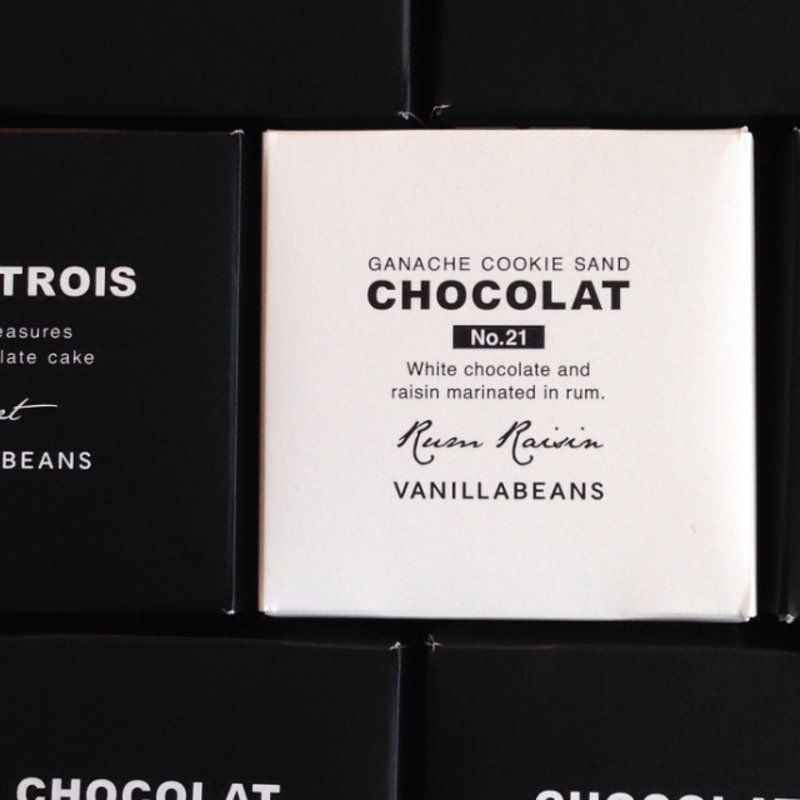 TROIS
late cake
GANACHE COOKIE SAND
CHOCOLAT
No.21
White chocolate and
raisin marinated in rum.
Rum Raisin
VANILLABEANS
BEANS
CHOCOLAT
CHOCOLAT